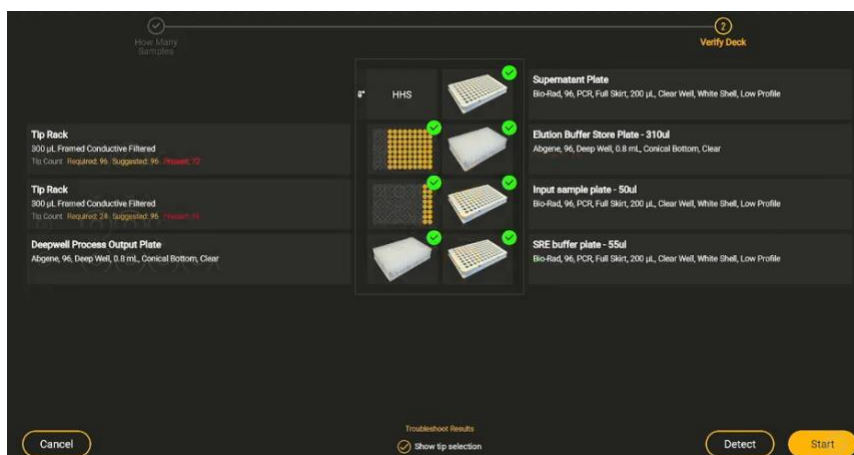 2
How Many
Samples
Verify Deck
HHS
Supernatant Plate
Bio-Rad, 96, PCR, Full Skirt, 200 µL, Clear Well, White Shell, Low Profile
Tip Rack
300 µL Framed Conductive Filtered
Tip Count Required: 96 Suggested: 96 Present: 72
Elution Buffer Store Plate - 310ul
Abgene, 96, Deep Well, 0.8 mL, Conical Bottom, Clear
Tip Rack
300 µL Framed Conductive Filtered
Tip Count Required: 24 Suggested: 96 Present:
Input sample plate - 50ul
Bio-Rad, 96, PCR, Full Skirt, 200 µL, Clear Well, White Shell, Low Profile
Deepwell Process Output Plate
Abgene, 96, Deep Well, 0.8 mL, Conical Bottom, Clear
SRE buffer plate - 55ul
Bio-Rad, 96, PCR, Full Skirt, 200 µL, Clear Well, White Shell, Low Profile
Troubleshoot Results
Cancel
Show tip selection
Detect
Start